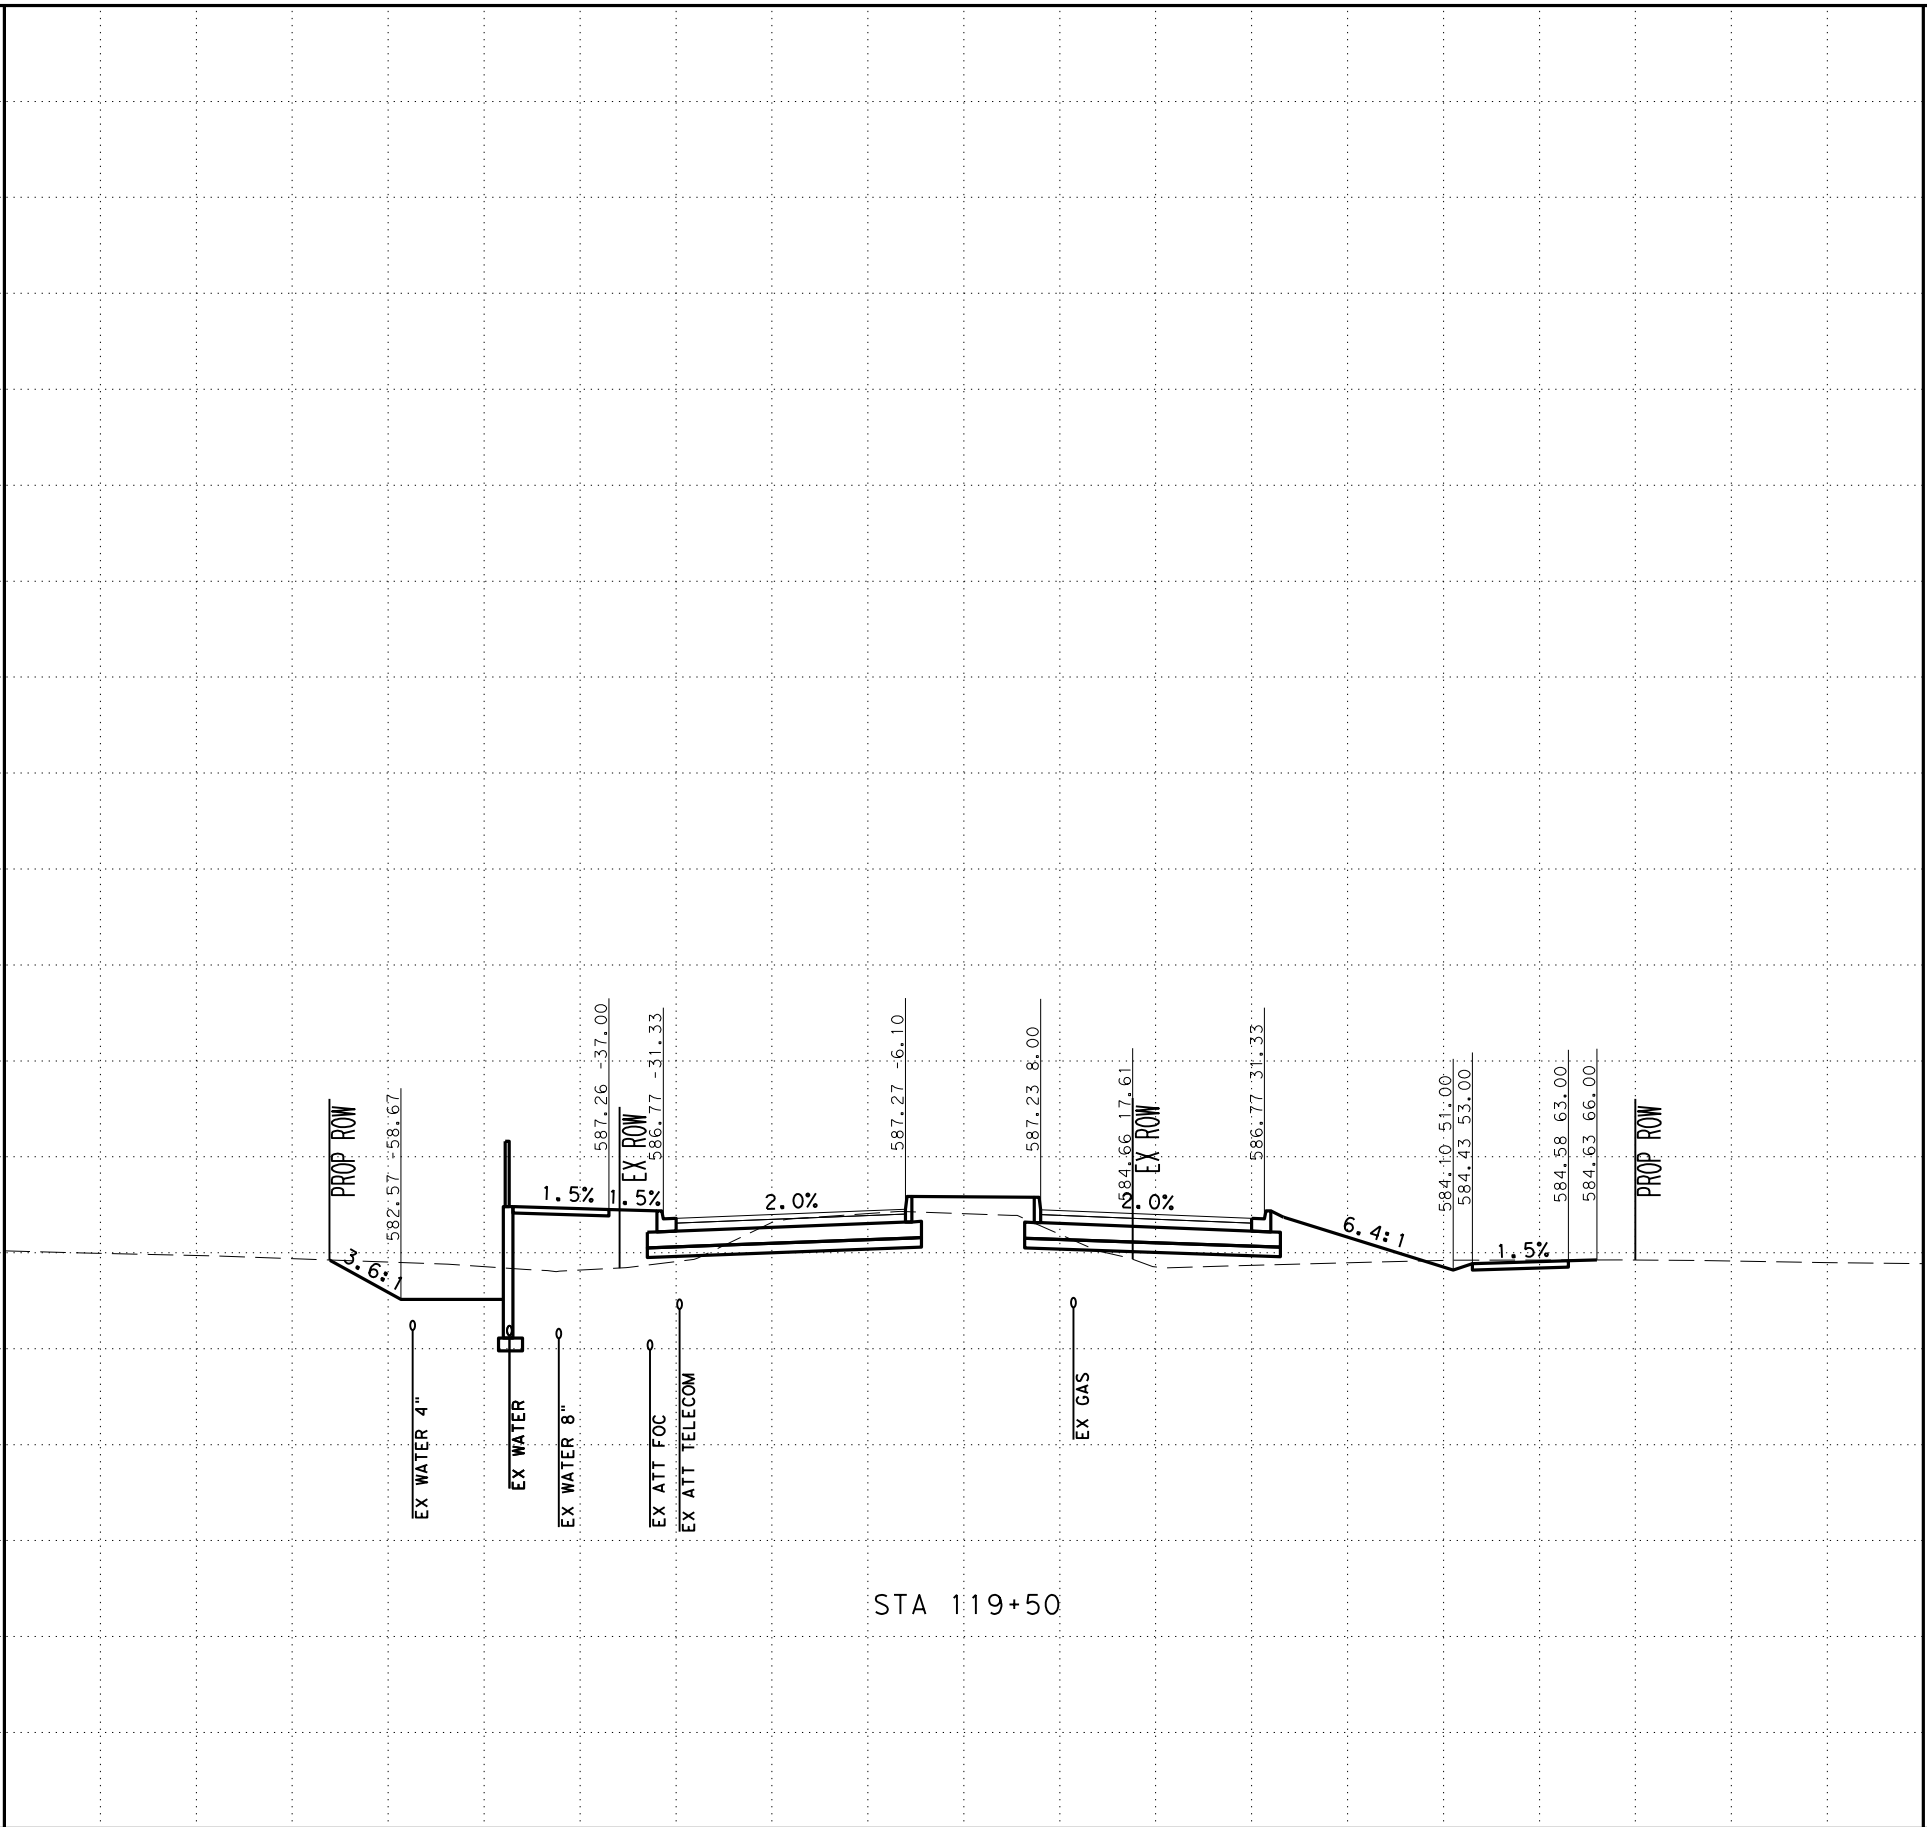 PROP ROW
582.57 -58.67
3.6:1
1.5%
587.26 -37.00
EX ROW
1.5%
586.77 -31.33
2.0%
587.27 -6.10
587.23 8.00
584.66 17.61
EX ROW
2.0%
586.77 31.33
6.4:1
584.10 51.00
584.43 53.00
1.5%
584.58 63.00
584.63 66.00
PROP ROW
EX WATER 4"
EX WATER
EX WATER 8"
EX ATT FOC
EX ATT TELECOM
EX GAS
STA 119+50